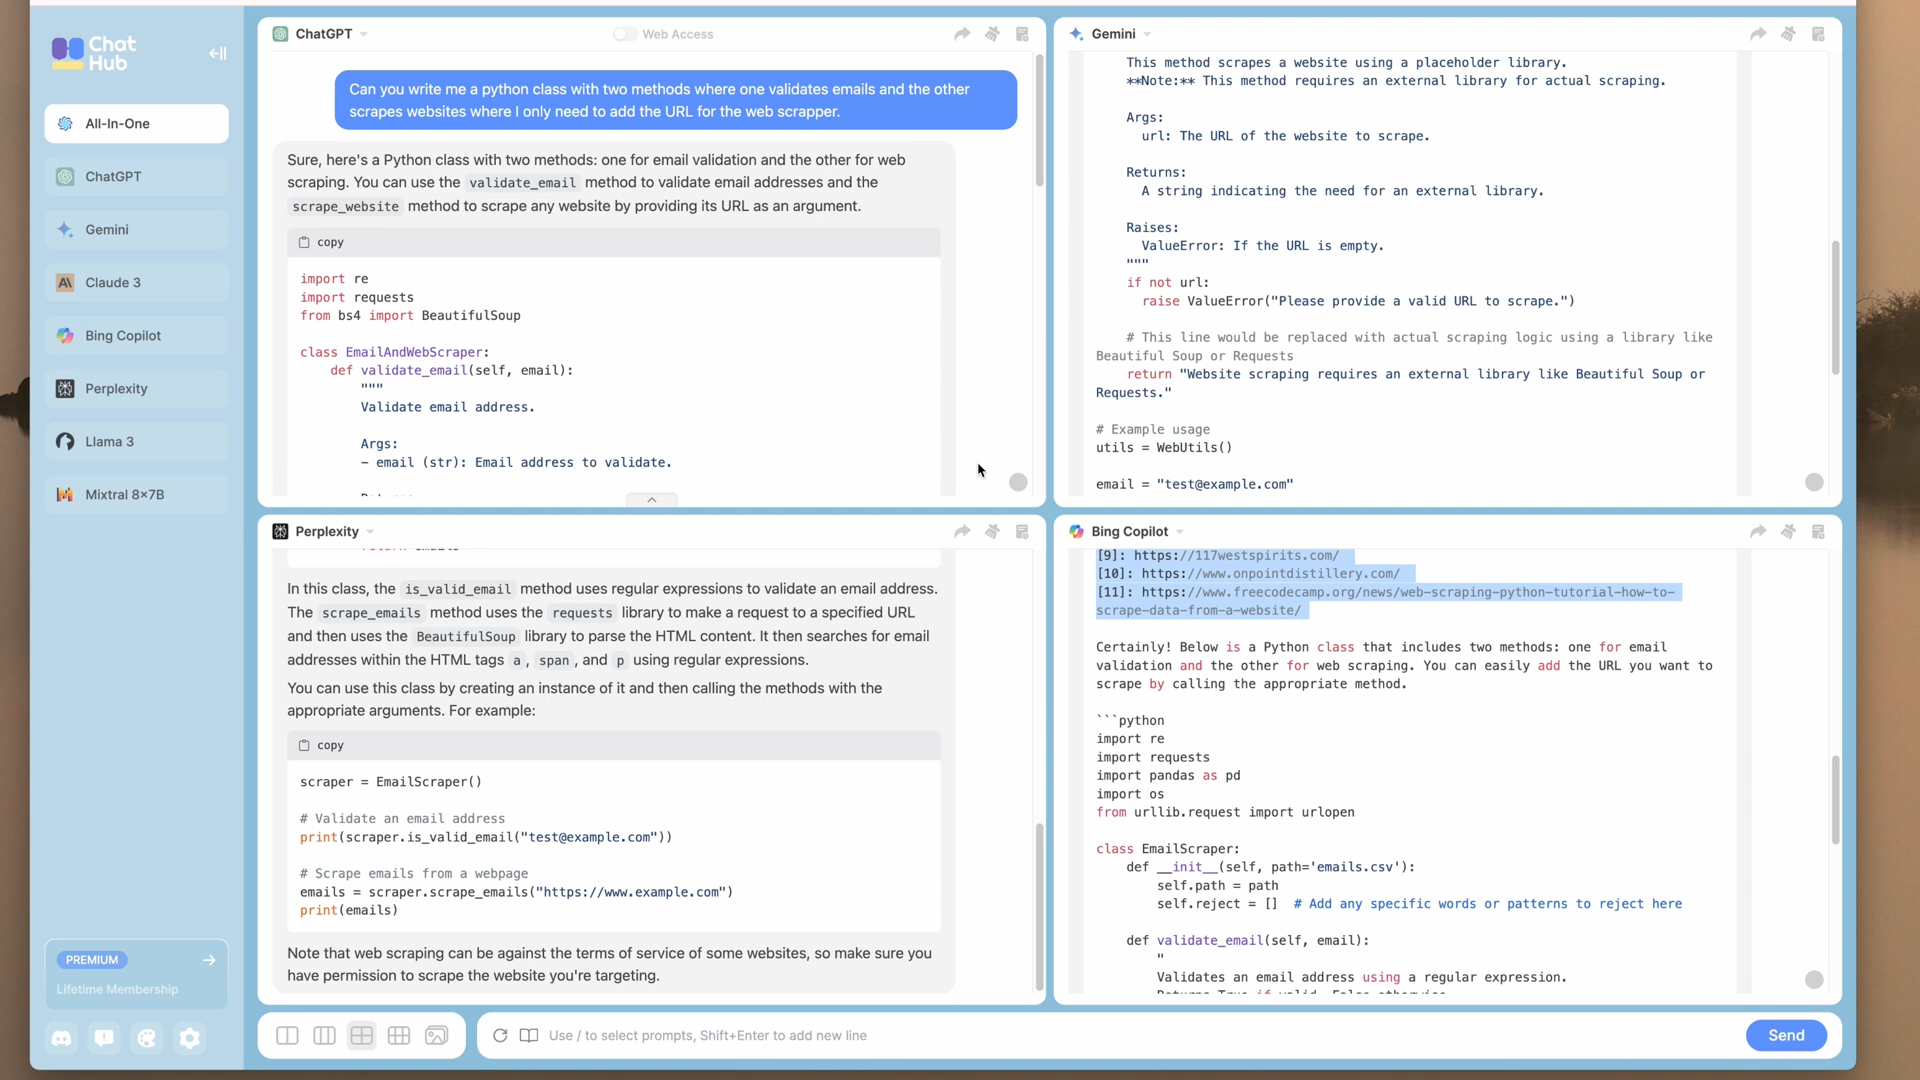 Chat
Hub
All-In-One
ChatGPT
Gemini
Claude 3
Bing Copilot
Perplexity
Llama 3
Mixtral 8x7B
PREMIUM
Lifetime Membership
ChatGPT
Web Access
Can you write me a python class with two methods where one validates emails and the other
scrapes websites where I only need to add the URL for the web scrapper.
Sure, here's a Python class with two methods: one for email validation and the other for web
scraping. You can use the validate_email method to validate email addresses and the
scrape_website method to scrape any website by providing its URL as an argument.
copy
import re
import requests
from bs4 import BeautifulSoup
class EmailAndWebScraper:
def validate_email(self, email):
"""
Validate email address.
Args:
- email (str): Email address to validate.
Gemini
This method scrapes a website using a placeholder library.
**Note:** This method requires an external library for actual scraping.
Args:
url: The URL of the website to scrape.
Returns:
A string indicating the need for an external library.
Raises:
ValueError: If the URL is empty.
"""
if not url:
raise ValueError("Please provide a valid URL to scrape.")
# This line would be replaced with actual scraping logic using a library like
Beautiful Soup or Requests
return "Website scraping requires an external library like Beautiful Soup or
Requests."
# Example usage
utils = WebUtils()
email = "test@example.com"
Perplexity
In this class, the is_valid_email method uses regular expressions to validate an email address.
The scrape_emails method uses the requests library to make a request to a specified URL
and then uses the BeautifulSoup library to parse the HTML content. It then searches for email
addresses within the HTML tags a, span, and p using regular expressions.
You can use this class by creating an instance of it and then calling the methods with the
appropriate arguments. For example:
copy
scraper = EmailScraper()
# Validate an email address
print(scraper.is_valid_email("test@example.com"))
# Scrape emails from a webpage
emails = scraper.scrape_emails("https://www.example.com")
print(emails)
Note that web scraping can be against the terms of service of some websites, so make sure you
have permission to scrape the website you're targeting.
Bing Copilot
[9]: https://117westspirits.com/
[10]: https://www.onpointdistillery.com/
[11]: https://www.freecodecamp.org/news/web-scraping-python-tutorial-how-to-
scrape-data-from-a-website/
Certainly! Below is a Python class that includes two methods: one for email
validation and the other for web scraping. You can easily add the URL you want to
scrape by calling the appropriate method.
```python
import re
import requests
import pandas as pd
import os
from urllib.request import urlopen
class EmailScraper:
def __init__(self, path='emails.csv'):
self.path = path
self.reject = [] # Add any specific words or patterns to reject here
def validate_email(self, email):
"
Validates an email address using a regular expression.
Use / to select prompts, Shift+Enter to add new line
Send